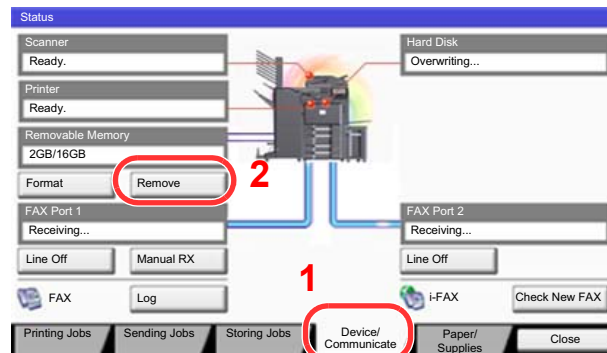 Status
Scanner
Ready.
Hard Disk
Overwriting...
Printer
Ready.
Removable Memory
2GB/16GB
Format
Remove
2
FAX Port 1
Receiving...
FAX Port 2
Receiving...
Line Off
Manual RX
Line Off
1
FAX
Log
i-FAX
Check New FAX
Printing Jobs
Sending Jobs
Storing Jobs
Device/
Communicate
Paper/
Supplies
Close